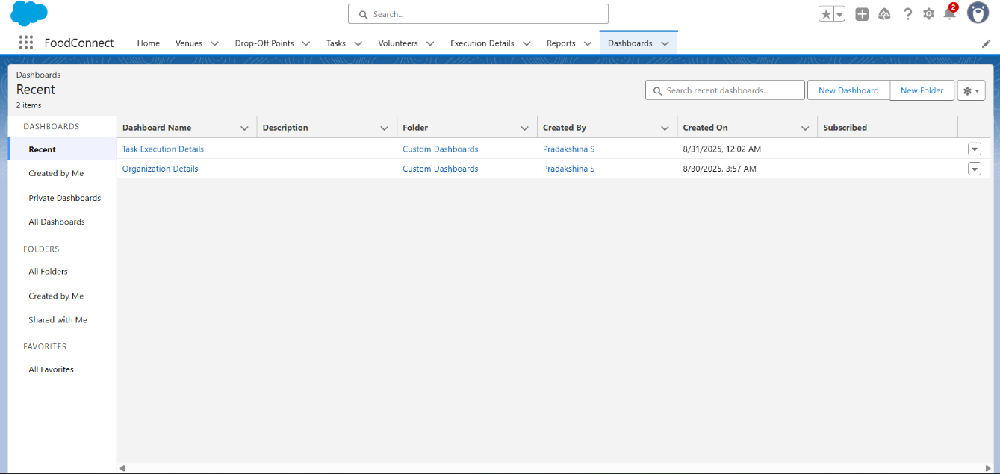 Search...
2
FoodConnect Home Venues Drop-Off Points Tasks Volunteers Execution Details Reports Dashboards
Dashboards
Recent
2 items
Search recent dashboards...
New Dashboard
New Folder
DASHBOARDS
Recent
Created by Me
Private Dashboards
All Dashboards
FOLDERS
All Folders
Created by Me
Shared with Me
FAVORITES
All Favorites
Dashboard Name Description Folder Created By Created On Subscribed
Task Execution Details Custom Dashboards Pradakshina S 8/31/2025, 12:02 AM
Organization Details Custom Dashboards Pradakshina S 8/30/2025, 3:57 AM